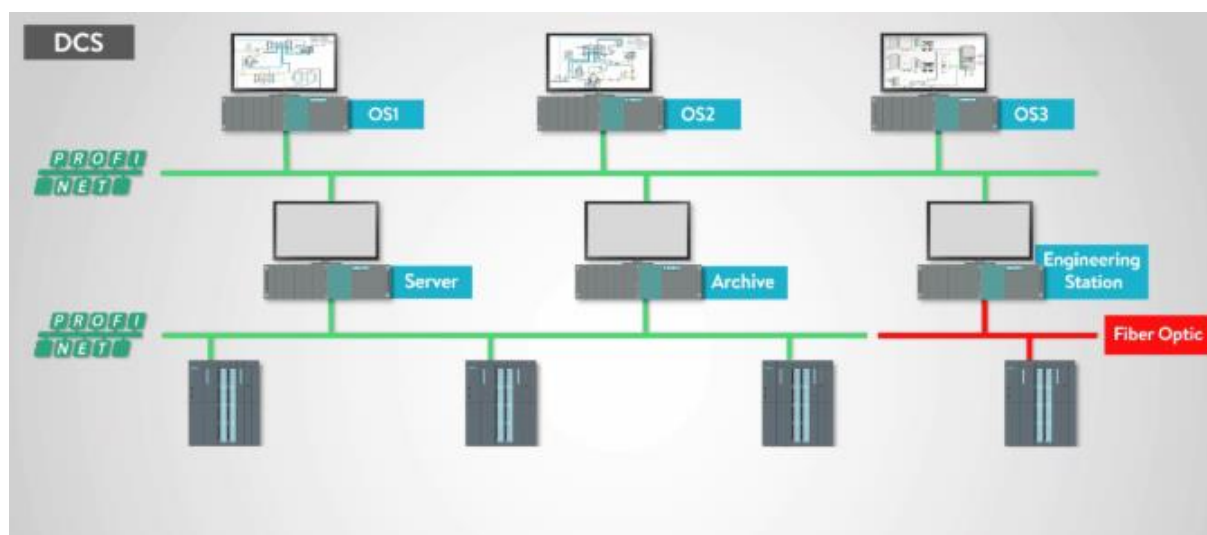 DCS
OS1
OS2
OS3
PROFI
NET
Server
Archive
Engineering
Station
PROFI
NET
Fiber Optic